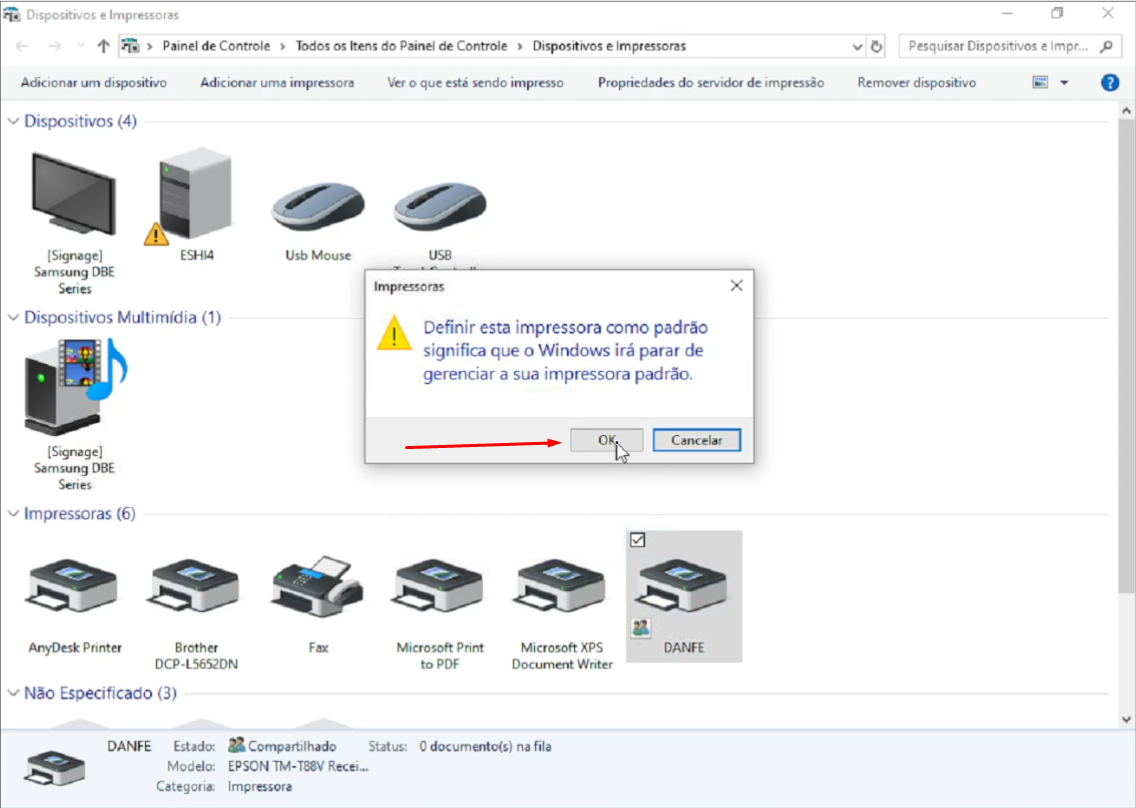 Dispositivos e Impressoras
Painel de Controle > Todos os Itens do Painel de Controle > Dispositivos e Impressoras
Pesquisar Dispositivos e Impr...
Adicionar um dispositivo Adicionar uma impressora Ver o que está sendo impresso Propriedades do servidor de impressão Remover dispositivo
Dispositivos (4)
[Signage]
Samsung DBE
Series
ESHI4
Usb Mouse
USB
Impressoras
Definir esta impressora como padrão
significa que o Windows irá parar de
gerenciar a sua impressora padrão.
OK
Cancelar
Dispositivos Multimídia (1)
[Signage]
Samsung DBE
Series
Impressoras (6)
AnyDesk Printer
Brother
DCP-L5652DN
Fax
Microsoft Print
to PDF
Microsoft XPS
Document Writer
DANFE
Não Especificado (3)
DANFE Estado: Compartilhado Status: 0 documento(s) na fila
Modelo: EPSON TM-T88V Recei...
Categoria: Impressora